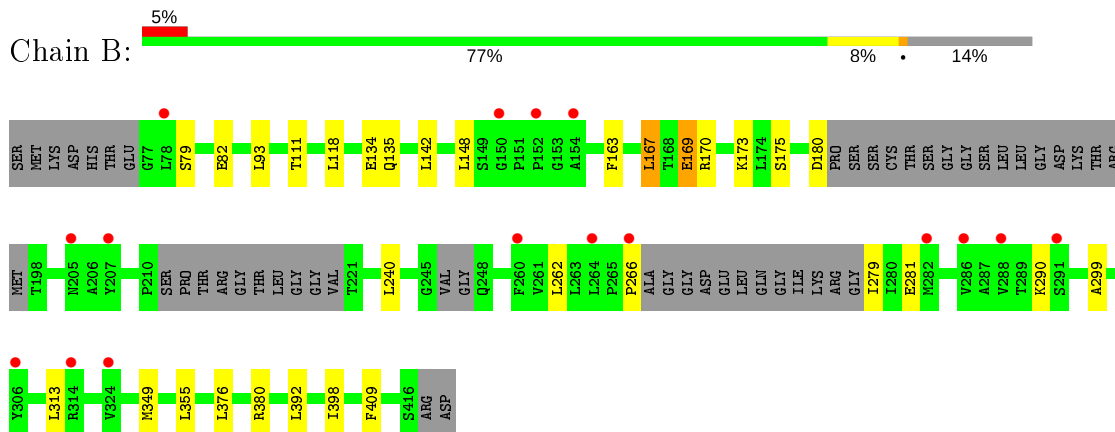 5%
Chain B:
77% 8% • 14%
SER MET LYS ASP HIS THR GLU G77 L78 S79 E82 L93 T111 L118 E134 Q135 L142 L148 S149 G150 P151 P152 G153 A154 F163 L167 T168 E169 R170 K173 L174 S175 D180 PRO SER SER CYS THR SER GLY GLY SER LEU LEU GLY ASP LYS THR ARG
MET T198 N205 A206 Y207 P210 SER PRO THR ARG GLY THR LEU GLY GLY VAL T221 L240 G245 VAL GLY Q248 F260 V261 L262 L263 L264 P265 P266 ALA GLY GLY ASP GLU LEU GLN GLY ILE LYS ARG GLY I279 I280 E281 M282 V286 A287 V288 T289 K290 S291 A299
Y306 L313 R314 V324 M349 L355 L376 R380 L392 I398 F409 S416 ARG ASP